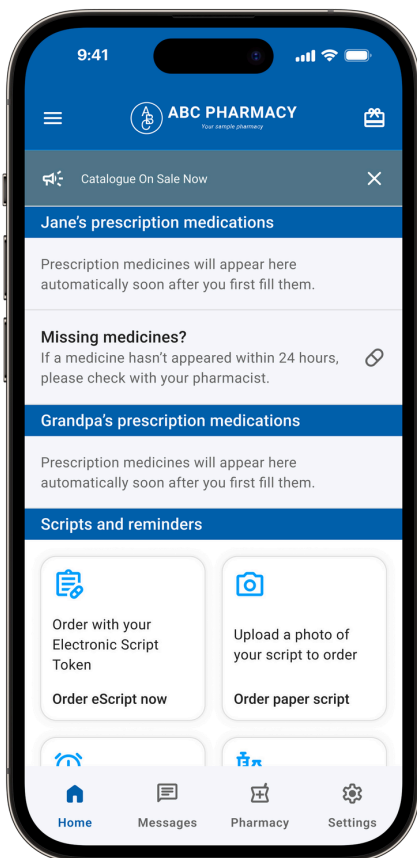 9:41
ABC PHARMACY
Your sample pharmacy
Catalogue On Sale Now
Jane’s prescription medications
Prescription medicines will appear here
automatically soon after you first fill them.
Missing medicines?
If a medicine hasn’t appeared within 24 hours,
please check with your pharmacist.
Grandpa’s prescription medications
Prescription medicines will appear here
automatically soon after you first fill them.
Scripts and reminders
Order with your
Electronic Script
Token
Order eScript now
Upload a photo of
your script to order
Order paper script
Home
Messages
Pharmacy
Settings